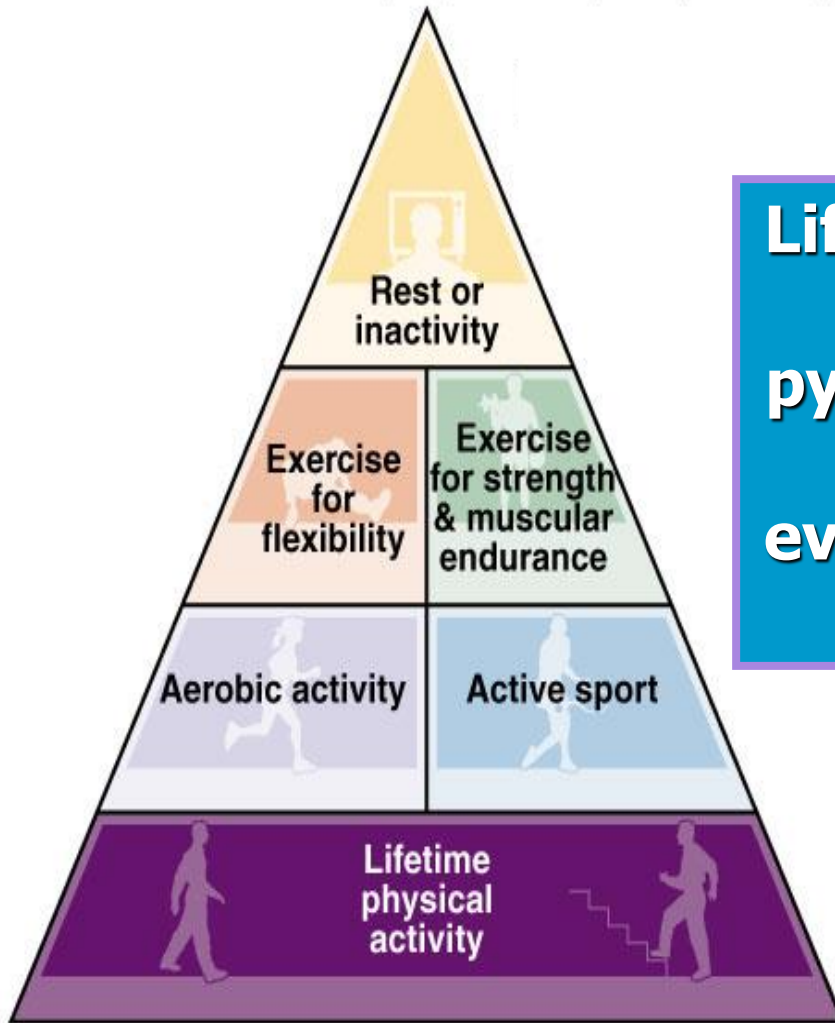 Rest or
inactivity
Exercise
for
flexibility
Exercise
for strength
& muscular
endurance
Aerobic activity
Active sport
Lifetime
physical
activity